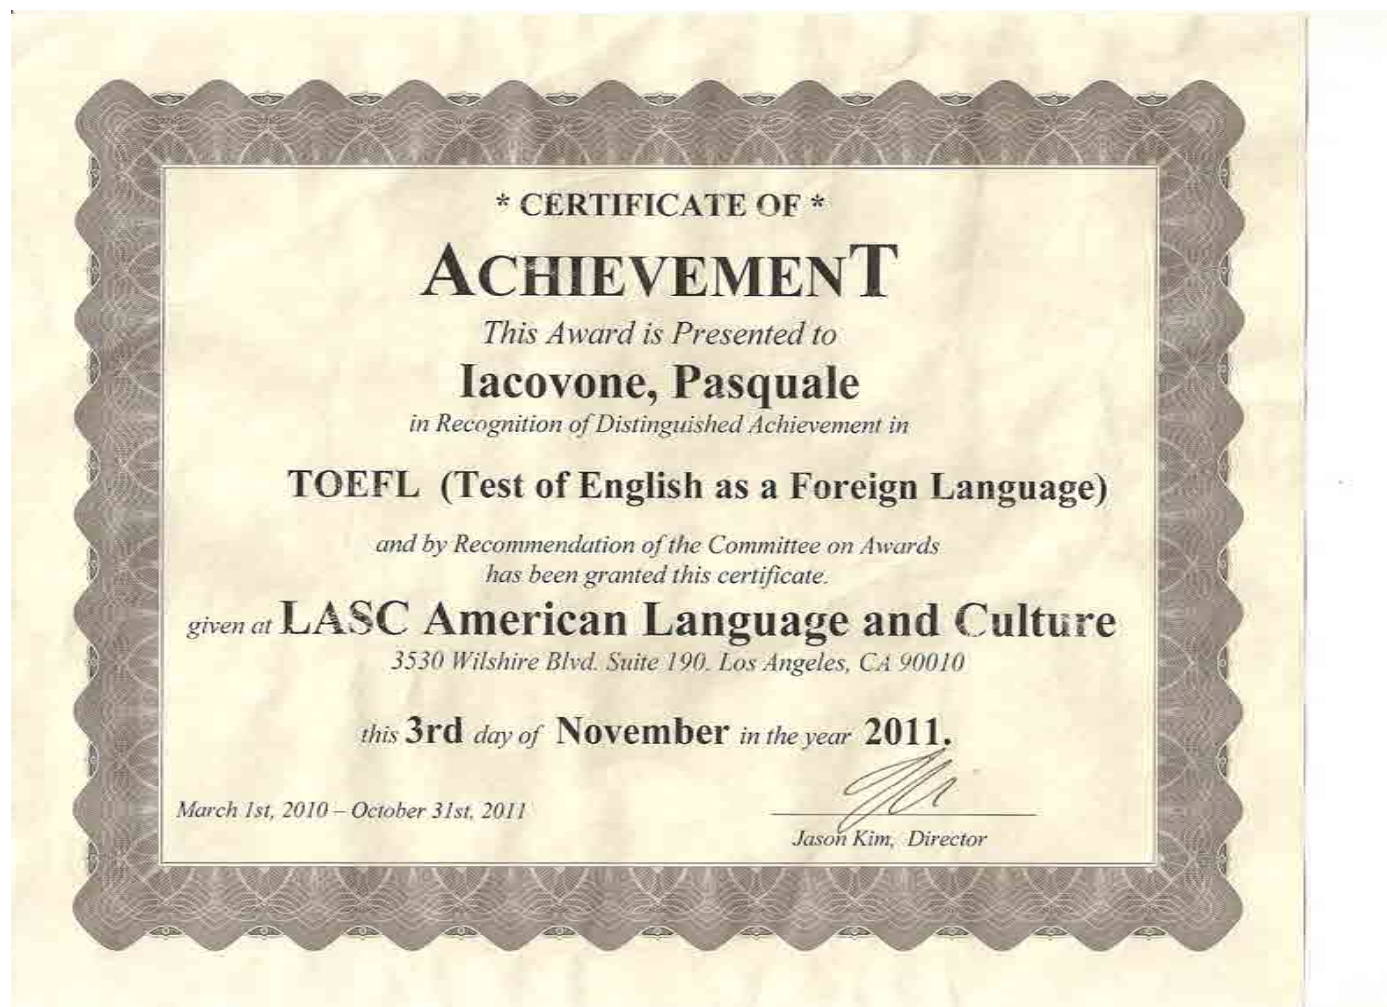 * CERTIFICATE OF *
ACHIEVEMENT
This Award is Presented to
Iacovone, Pasquale
in Recognition of Distinguished Achievement in
TOEFL (Test of English as a Foreign Language)
and by Recommendation of the Committee on Awards
has been granted this certificate.
given at LASC American Language and Culture
3530 Wilshire Blvd. Suite 190. Los Angeles, CA 90010
this 3rd day of November in the year 2011.
March 1st, 2010 – October 31st, 2011
Jason Kim, Director